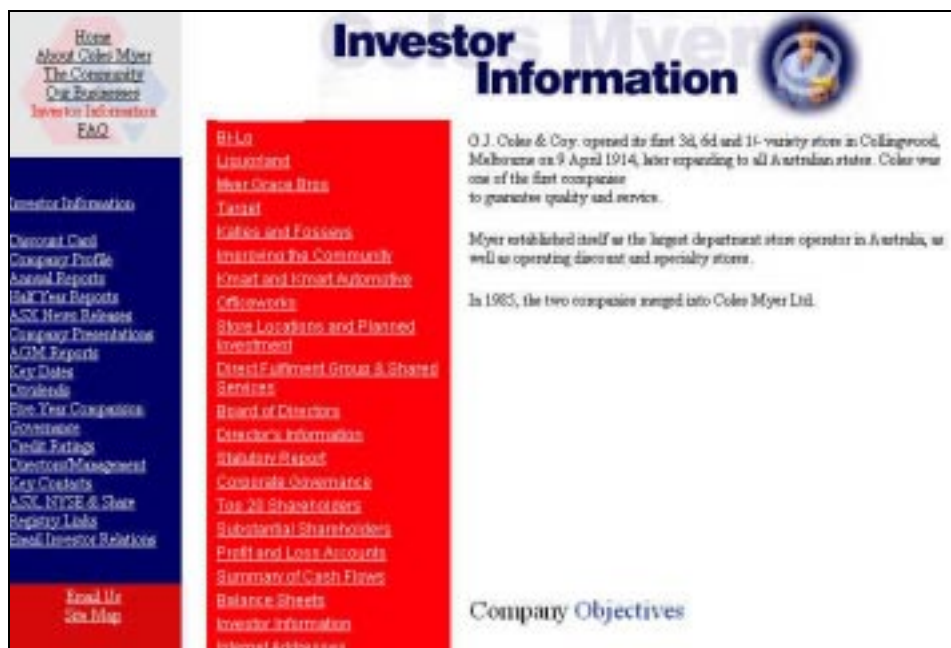 Coles Myer
Investor
Information
Home
About Coles Myer
The Community
Our Businesses
Investor Information
FAQ
Investor Information
Discount Card
Company Profile
Annual Reports
Half Year Reports
ASX News Releases
Company Presentations
AGM Reports
Key Dates
Dividends
Five Year Comparison
Governance
Credit Ratings
Directors/Management
Key Contacts
ASX, NYSE & Share
Registry Links
Email Investor Relations
Email Us
Site Map
Bi-Lo
Liquorland
Myer Grace Bros
Target
Katies and Fosseys
Improving the Community
Kmart and Kmart Automotive
Officeworks
Store Locations and Planned
Investment
Direct Fulfilment Group & Shared
Services
Board of Directors
Director's Information
Statutory Report
Corporate Governance
Top 20 Shareholders
Substantial Shareholders
Profit and Loss Accounts
Summary of Cash Flows
Balance Sheets
Investor Information
Internet Addresses
G.J. Coles & Coy. opened its first 3d, 6d and 1/- variety store in Collingwood,
Melbourne on 9 April 1914, later expanding to all Australian states. Coles was
one of the first companies
to guarantee quality and service.
Myer established itself as the largest department store operator in Australia, as
well as operating discount and specialty stores.
In 1985, the two companies merged into Coles Myer Ltd.
Company Objectives